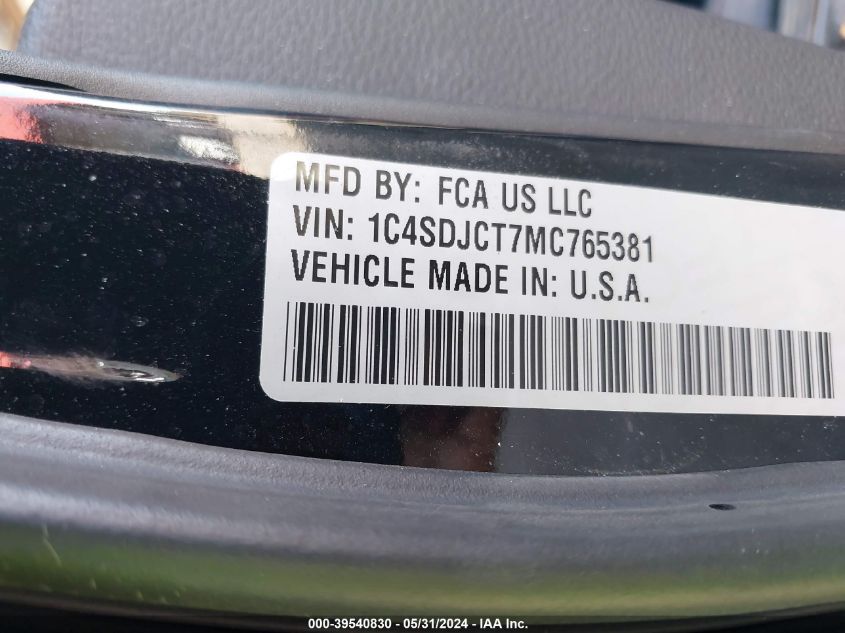 MFD BY: FCA US LLC
VIN: 1C4SDJCT7MC765381
VEHICLE MADE IN: U.S.A.
000-39540830 - 05/31/2024 - IAA Inc.